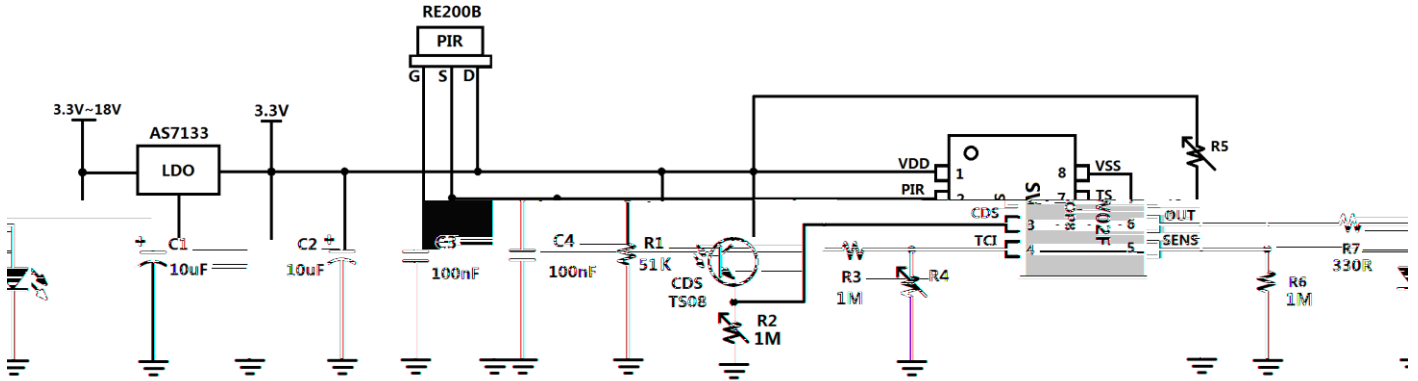 RE200B
PIR
G S D
3.3V~18V
3.3V
AS7133
LDO
R5
VDD 1 8 VSS
PIR 2 7 TS
CDS 3 6 OUT
TCI 4 5 SENS
C1
10uF
C2
10uF
C3
100nF
C4
100nF
R1
51K
CDS
TS08
R2
1M
R3
1M
R4
R6
1M
R7
330R